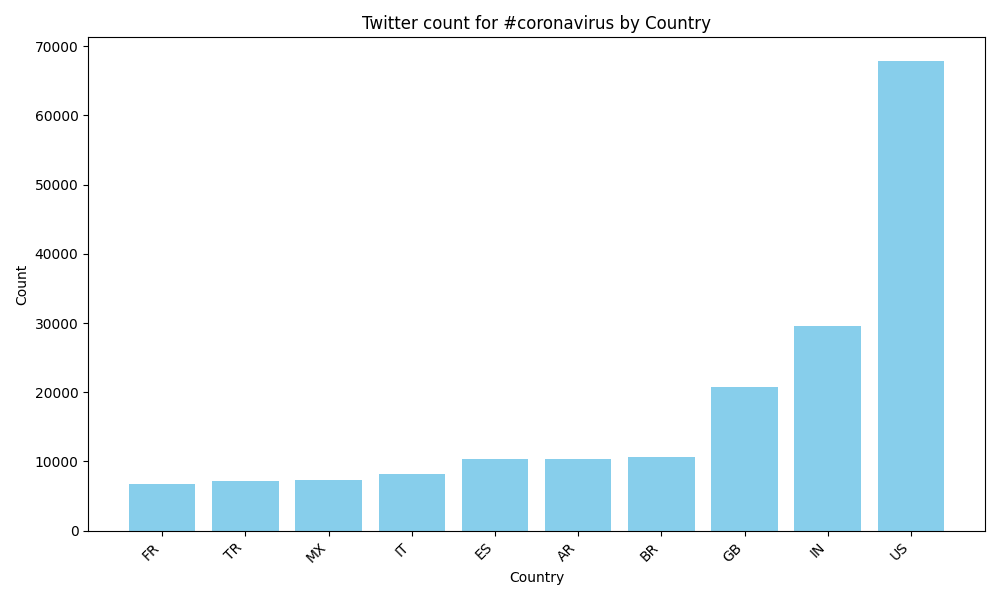 Twitter count for #coronavirus by Country
70000
60000
50000
40000
30000
20000
10000
0
Count
FR
TR
MX
IT
ES
AR
BR
GB
IN
US
Country